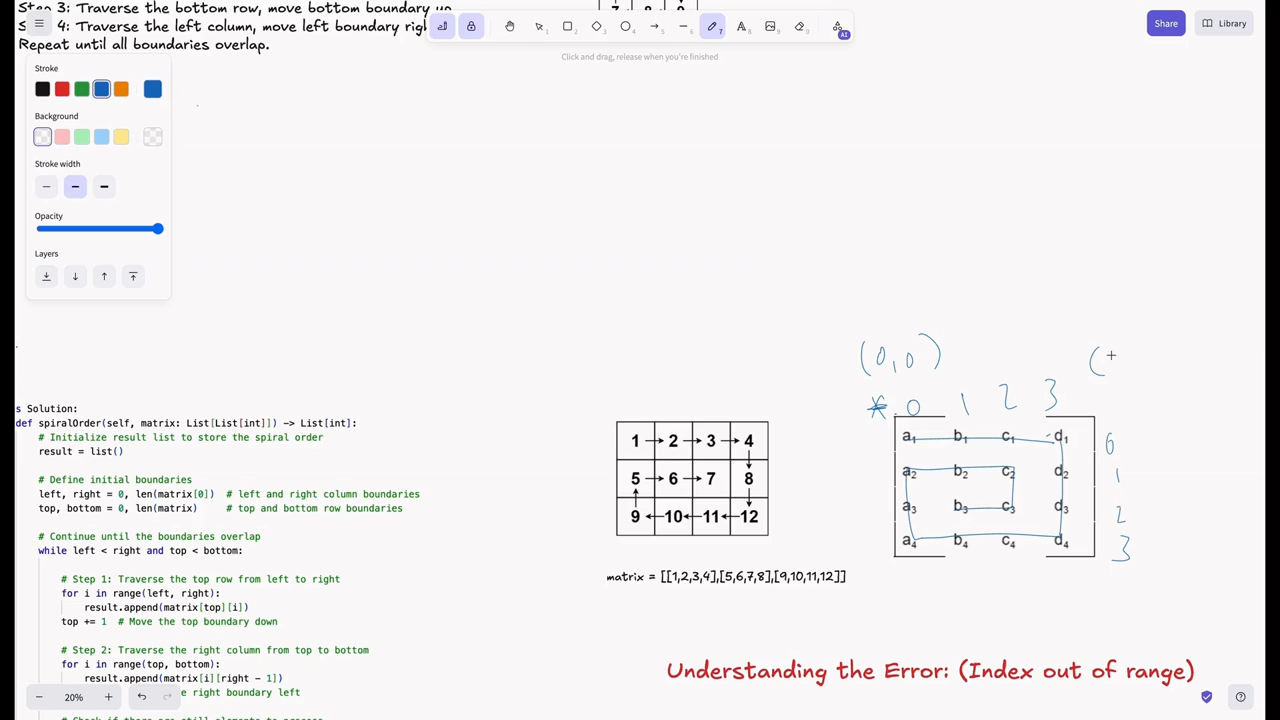 Step 3: Traverse the bottom row, move bottom boundary up
4: Traverse the left column, move left boundary righ
Repeat until all boundaries overlap.
Share
Library
Click and drag, release when you're finished
Stroke
Background
Stroke width
Opacity
Layers
s Solution:
def spiralOrder(self, matrix: List[List[int]]) -> List[int]:
# Initialize result list to store the spiral order
result = list()
# Define initial boundaries
left, right = 0, len(matrix[0]) # left and right column boundaries
top, bottom = 0, len(matrix) # top and bottom row boundaries
# Continue until the boundaries overlap
while left < right and top < bottom:
# Step 1: Traverse the top row from left to right
for i in range(left, right):
result.append(matrix[top][i])
top += 1 # Move the top boundary down
# Step 2: Traverse the right column from top to bottom
for i in range(top, bottom):
result.append(matrix[i][right - 1])
e right boundary left
20%
1 2 3 4
5 6 7 8
9 10 11 12
matrix = [[1,2,3,4],[5,6,7,8],[9,10,11,12]]
(0,0) (
0 1 2 3
a1 b1 c1 d1 0
a2 b2 c2 d2 1
a3 b3 c3 d3 2
a4 b4 c4 d4 3
Understanding the Error: (Index out of range)